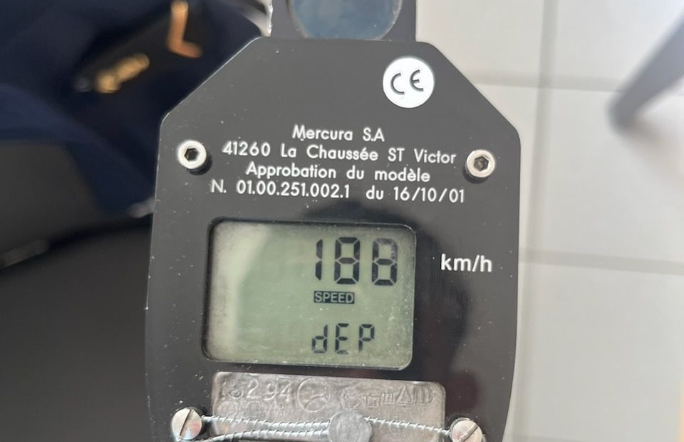 CE
Mercura S.A
41260 La Chaussée ST Victor
Approbation du modèle
N. 01.00.251.002.1 du 16/10/01
188 km/h
SPEED
dEP